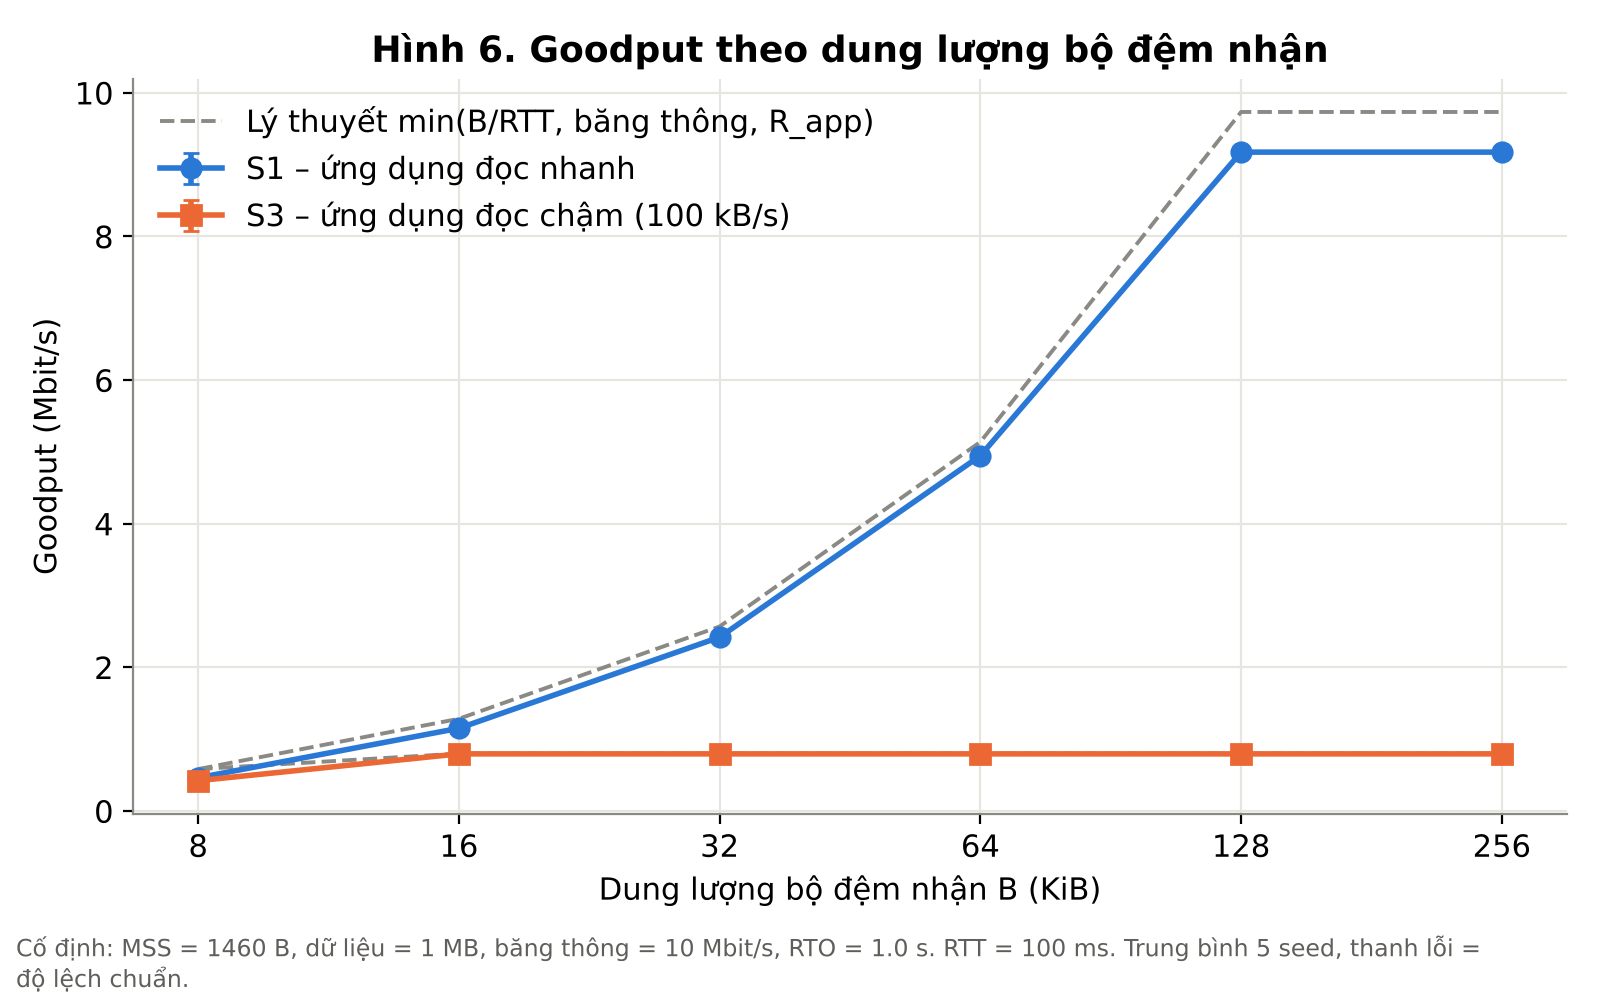 Hình 6. Goodput theo dung lượng bộ đệm nhận
10
8
6
4
2
0
Goodput (Mbit/s)
Lý thuyết min(B/RTT, băng thông, R_app)
S1 – ứng dụng đọc nhanh
S3 – ứng dụng đọc chậm (100 kB/s)
8 16 32 64 128 256
Dung lượng bộ đệm nhận B (KiB)
Cố định: MSS = 1460 B, dữ liệu = 1 MB, băng thông = 10 Mbit/s, RTO = 1.0 s. RTT = 100 ms. Trung bình 5 seed, thanh lỗi =
độ lệch chuẩn.